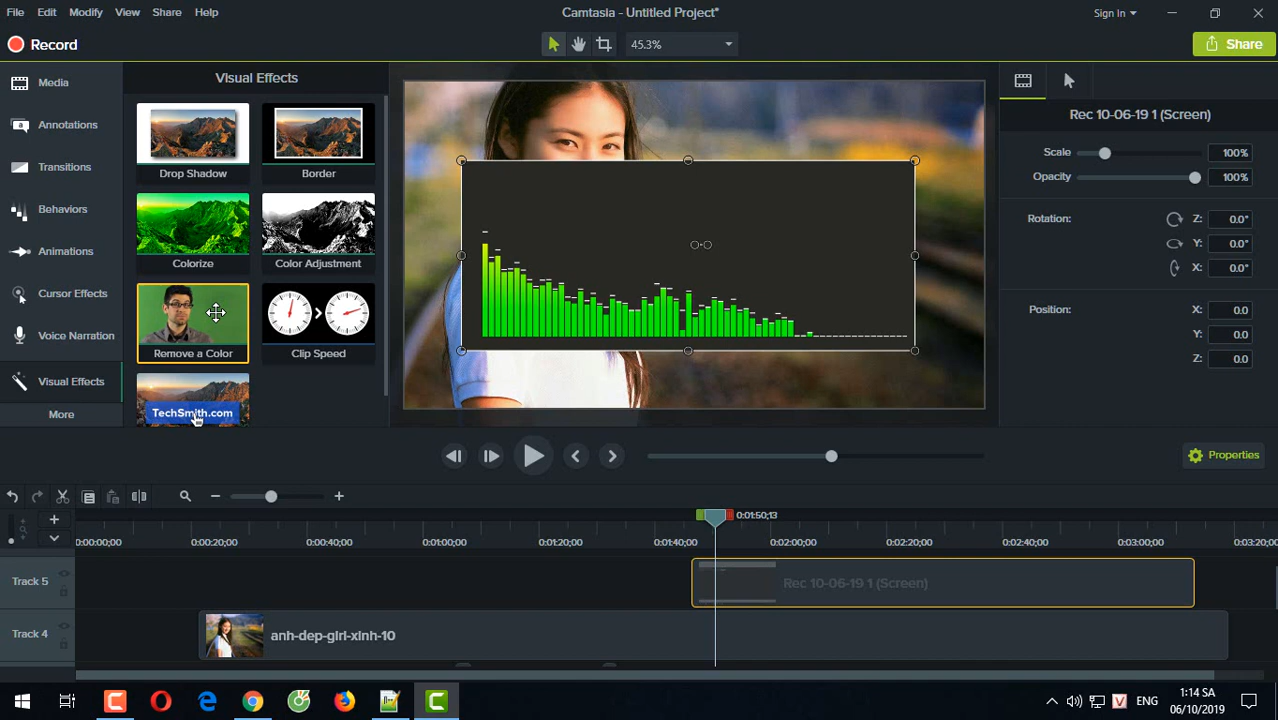 File Edit Modify View Share Help
Camtasia - Untitled Project*
Sign In
Record
45.3%
Share
Media
Annotations
Transitions
Behaviors
Animations
Cursor Effects
Voice Narration
Visual Effects
More
Visual Effects
Drop Shadow
Border
Colorize
Color Adjustment
Remove a Color
Clip Speed
TechSmith.com
Rec 10-06-19 1 (Screen)
Scale 100%
Opacity 100%
Rotation: Z: 0.0°
Y: 0.0°
X: 0.0°
Position: X: 0.0
Y: 0.0
Z: 0.0
Properties
0:01:50;13
0:00:00;00 0:00:20;00 0:00:40;00 0:01:00;00 0:01:20;00 0:01:40;00 0:02:00;00 0:02:20;00 0:02:40;00 0:03:00;00 0:03:20;00
Track 5
Rec 10-06-19 1 (Screen)
Track 4
anh-dep-girl-xinh-10
V ENG
1:14 SA
06/10/2019